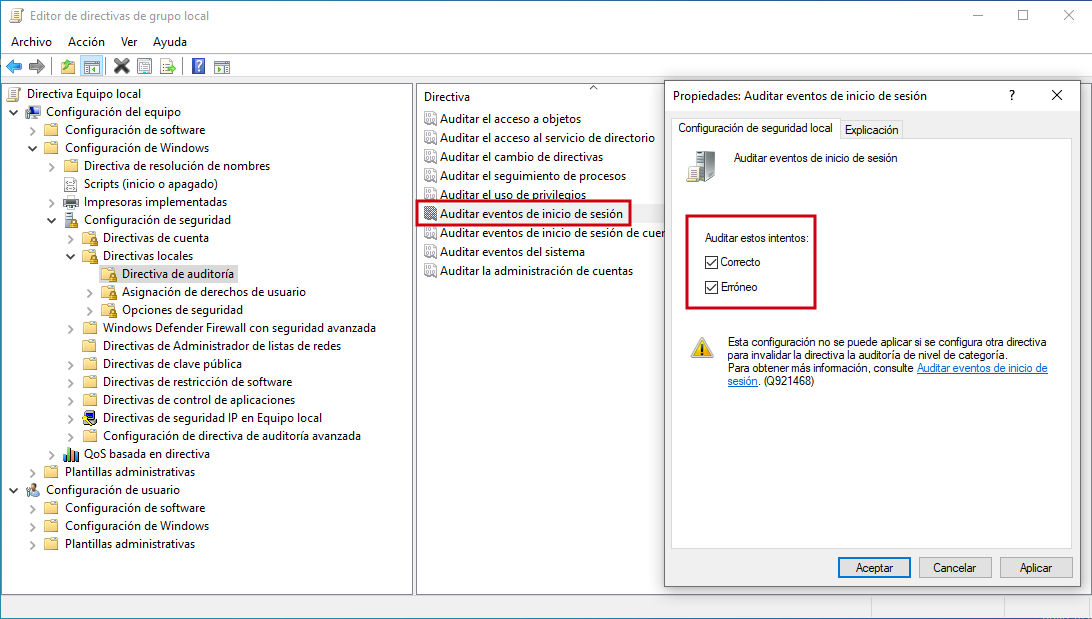 Editor de directivas de grupo local
Archivo Acción Ver Ayuda
Directiva Equipo local
Configuración del equipo
Configuración de software
Configuración de Windows
Directiva de resolución de nombres
Scripts (inicio o apagado)
Impresoras implementadas
Configuración de seguridad
Directivas de cuenta
Directivas locales
Directiva de auditoría
Asignación de derechos de usuario
Opciones de seguridad
Windows Defender Firewall con seguridad avanzada
Directivas de Administrador de listas de redes
Directivas de clave pública
Directivas de restricción de software
Directivas de control de aplicaciones
Directivas de seguridad IP en Equipo local
Configuración de directiva de auditoría avanzada
QoS basada en directiva
Plantillas administrativas
Configuración de usuario
Configuración de software
Configuración de Windows
Plantillas administrativas
Directiva
Auditar el acceso a objetos
Auditar el acceso al servicio de directorio
Auditar el cambio de directivas
Auditar el seguimiento de procesos
Auditar el uso de privilegios
Auditar eventos de inicio de sesión
Auditar eventos de inicio de sesión de cuen
Auditar eventos del sistema
Auditar la administración de cuentas
Propiedades: Auditar eventos de inicio de sesión ?
Configuración de seguridad local Explicación
Auditar eventos de inicio de sesión
Auditar estos intentos:
Correcto
Erróneo
Esta configuración no se puede aplicar si se configura otra directiva
para invalidar la directiva la auditoría de nivel de categoría.
Para obtener más información, consulte Auditar eventos de inicio de
sesión. (Q921468)
Aceptar Cancelar Aplicar